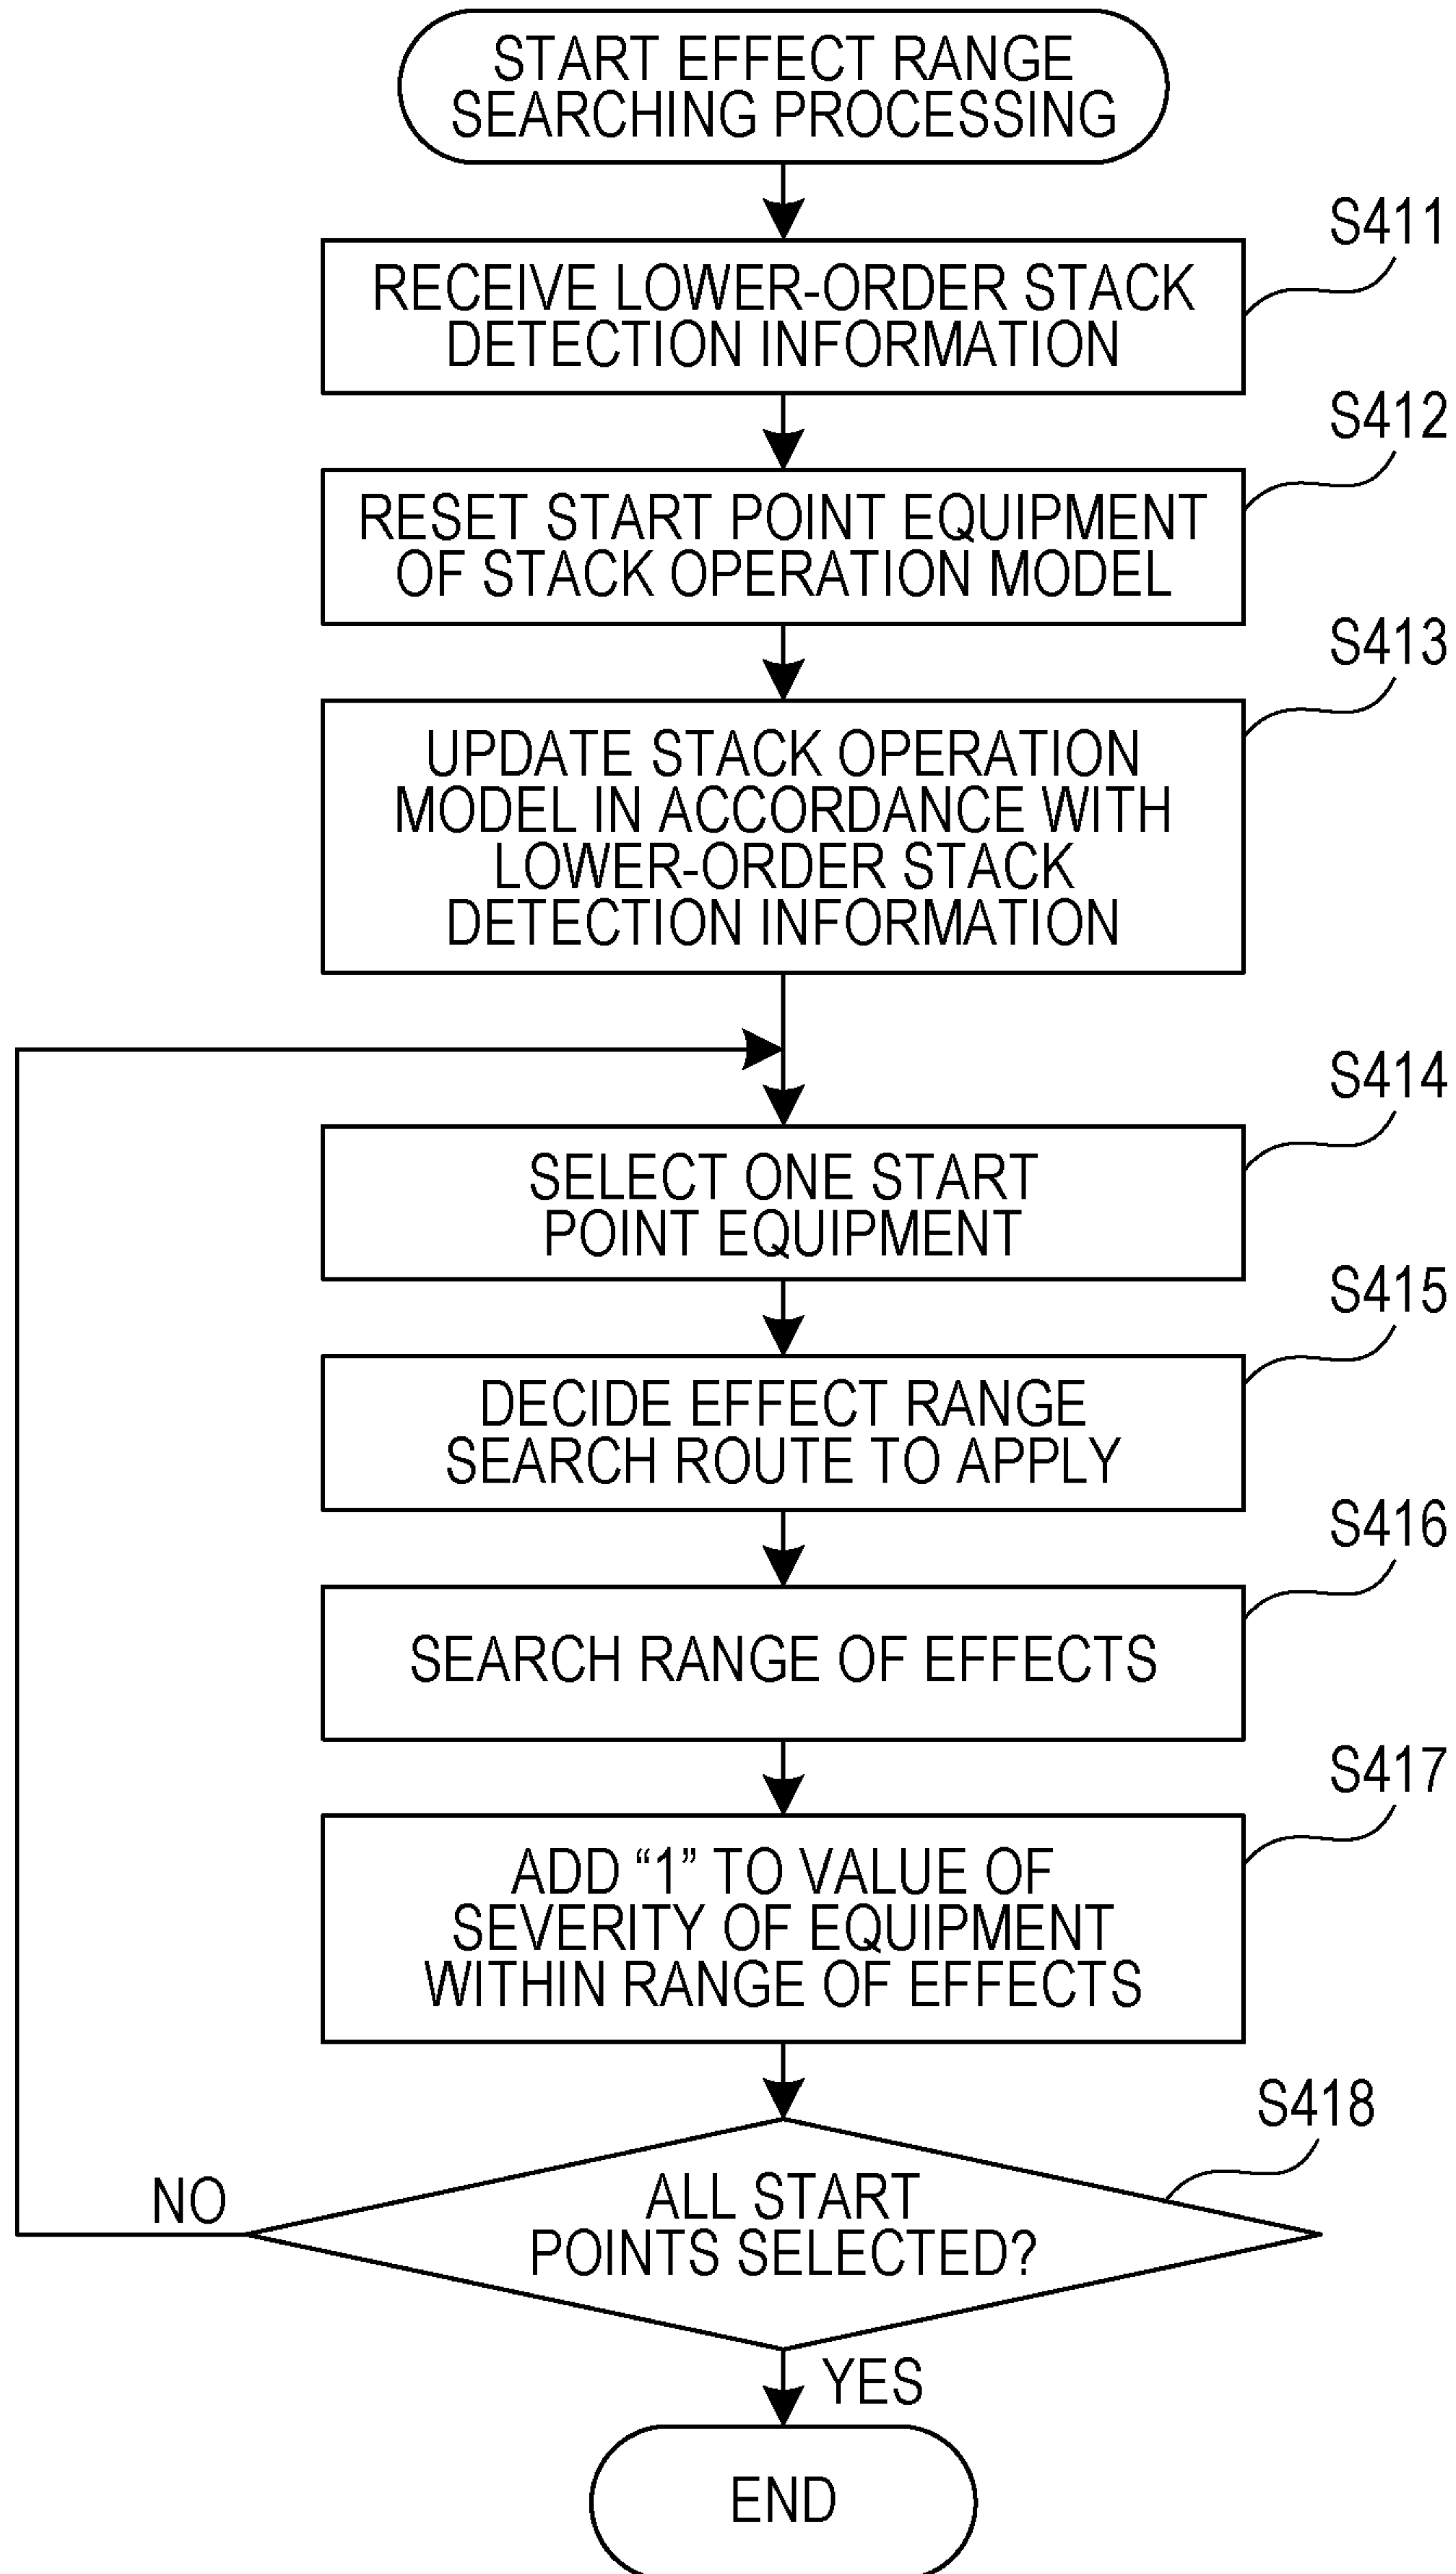 START EFFECT RANGE
SEARCHING PROCESSING
S411
RECEIVE LOWER-ORDER STACK
DETECTION INFORMATION
S412
RESET START POINT EQUIPMENT
OF STACK OPERATION MODEL
S413
UPDATE STACK OPERATION
MODEL IN ACCORDANCE WITH
LOWER-ORDER STACK
DETECTION INFORMATION
S414
SELECT ONE START
POINT EQUIPMENT
S415
DECIDE EFFECT RANGE
SEARCH ROUTE TO APPLY
S416
SEARCH RANGE OF EFFECTS
S417
ADD “1” TO VALUE OF
SEVERITY OF EQUIPMENT
WITHIN RANGE OF EFFECTS
S418
ALL START
POINTS SELECTED?
NO
YES
END